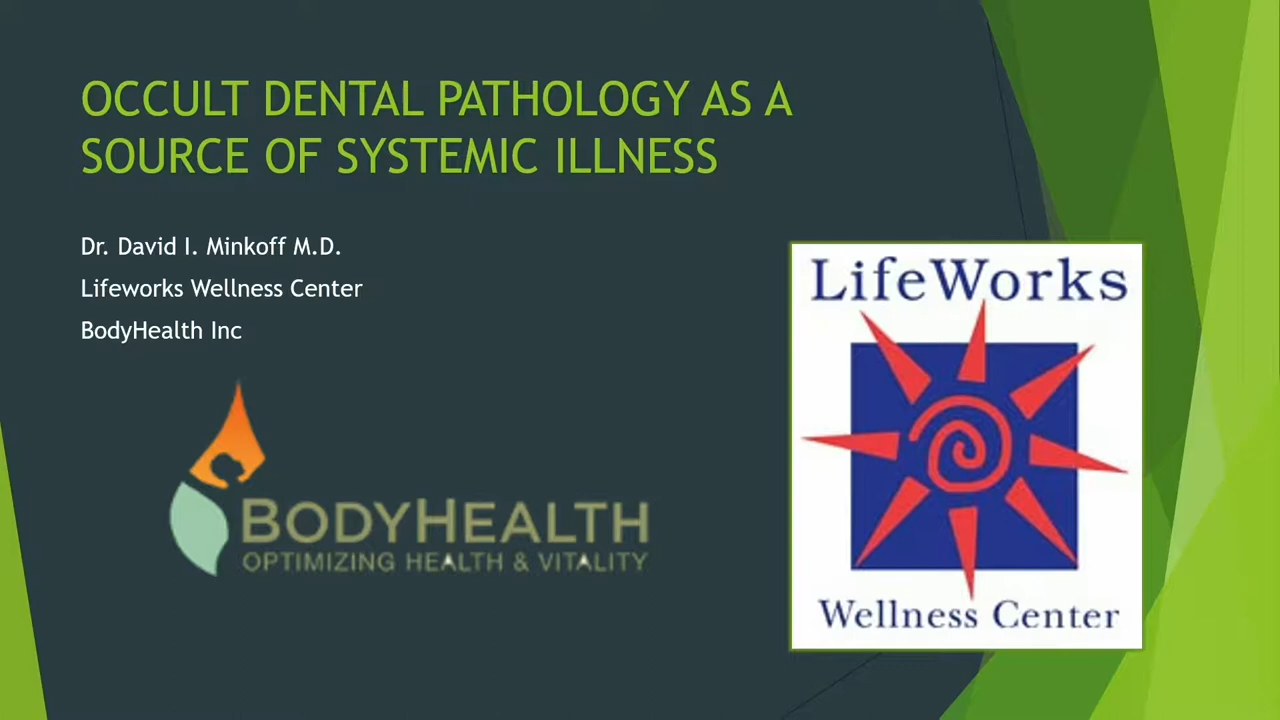 OCCULT DENTAL PATHOLOGY AS A
SOURCE OF SYSTEMIC ILLNESS
Dr. David I. Minkoff M.D.
Lifeworks Wellness Center
BodyHealth Inc
BODYHEALTH
OPTIMIZING HEALTH & VITALITY
LifeWorks
Wellness Center